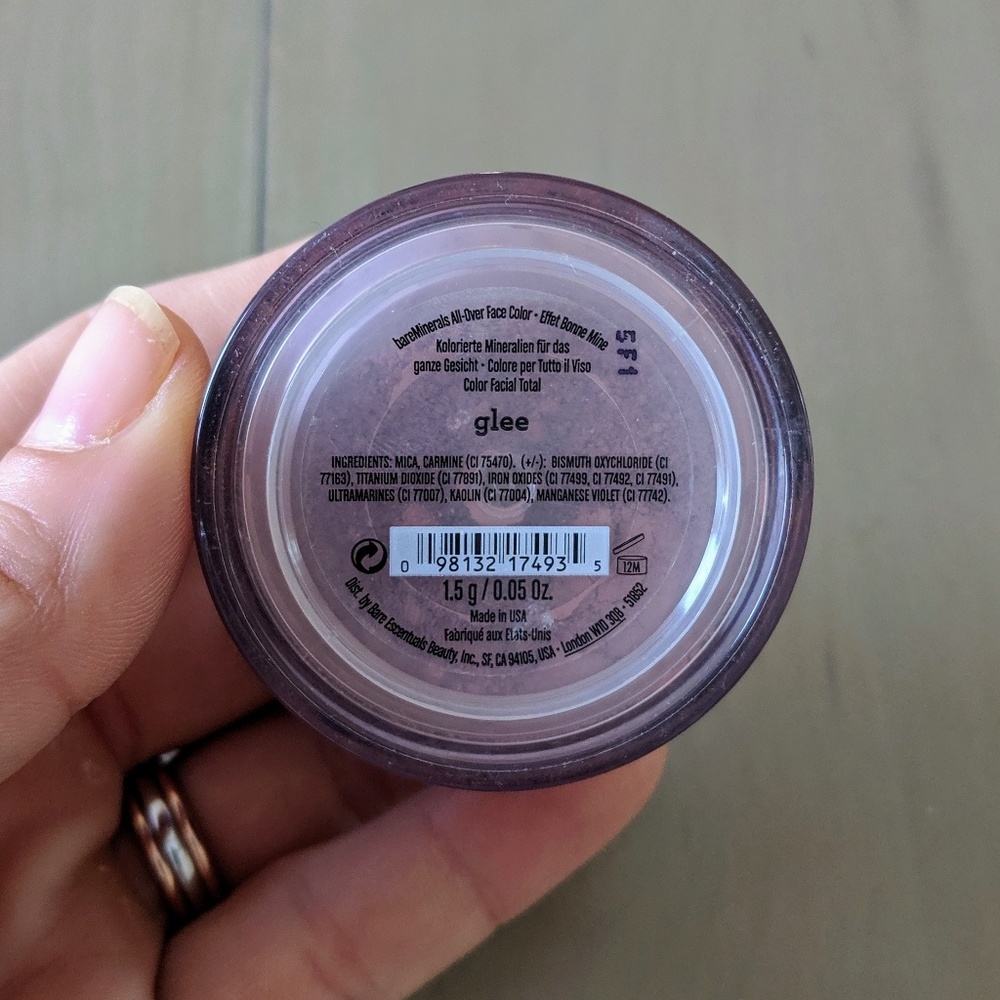 bareMinerals All-Over Face Color • Effet Bonne Mine
Kolorierte Mineralien für das
ganze Gesicht • Colore per Tutto il Viso
Color Facial Total
glee
INGREDIENTS: MICA, CARMINE (CI 75470). (+/-): BISMUTH OXYCHLORIDE (CI
77163), TITANIUM DIOXIDE (CI 77891), IRON OXIDES (CI 77499, CI 77492, CI 77491),
ULTRAMARINES (CI 77007), KAOLIN (CI 77004), MANGANESE VIOLET (CI 77742).
0 98132 17493 5
12M
1.5 g / 0.05 Oz.
Made in USA
Fabriqué aux Etats-Unis
Dist. by Bare Escentuals Beauty, Inc., SF, CA 94105, USA • London W10 3QB • 51852